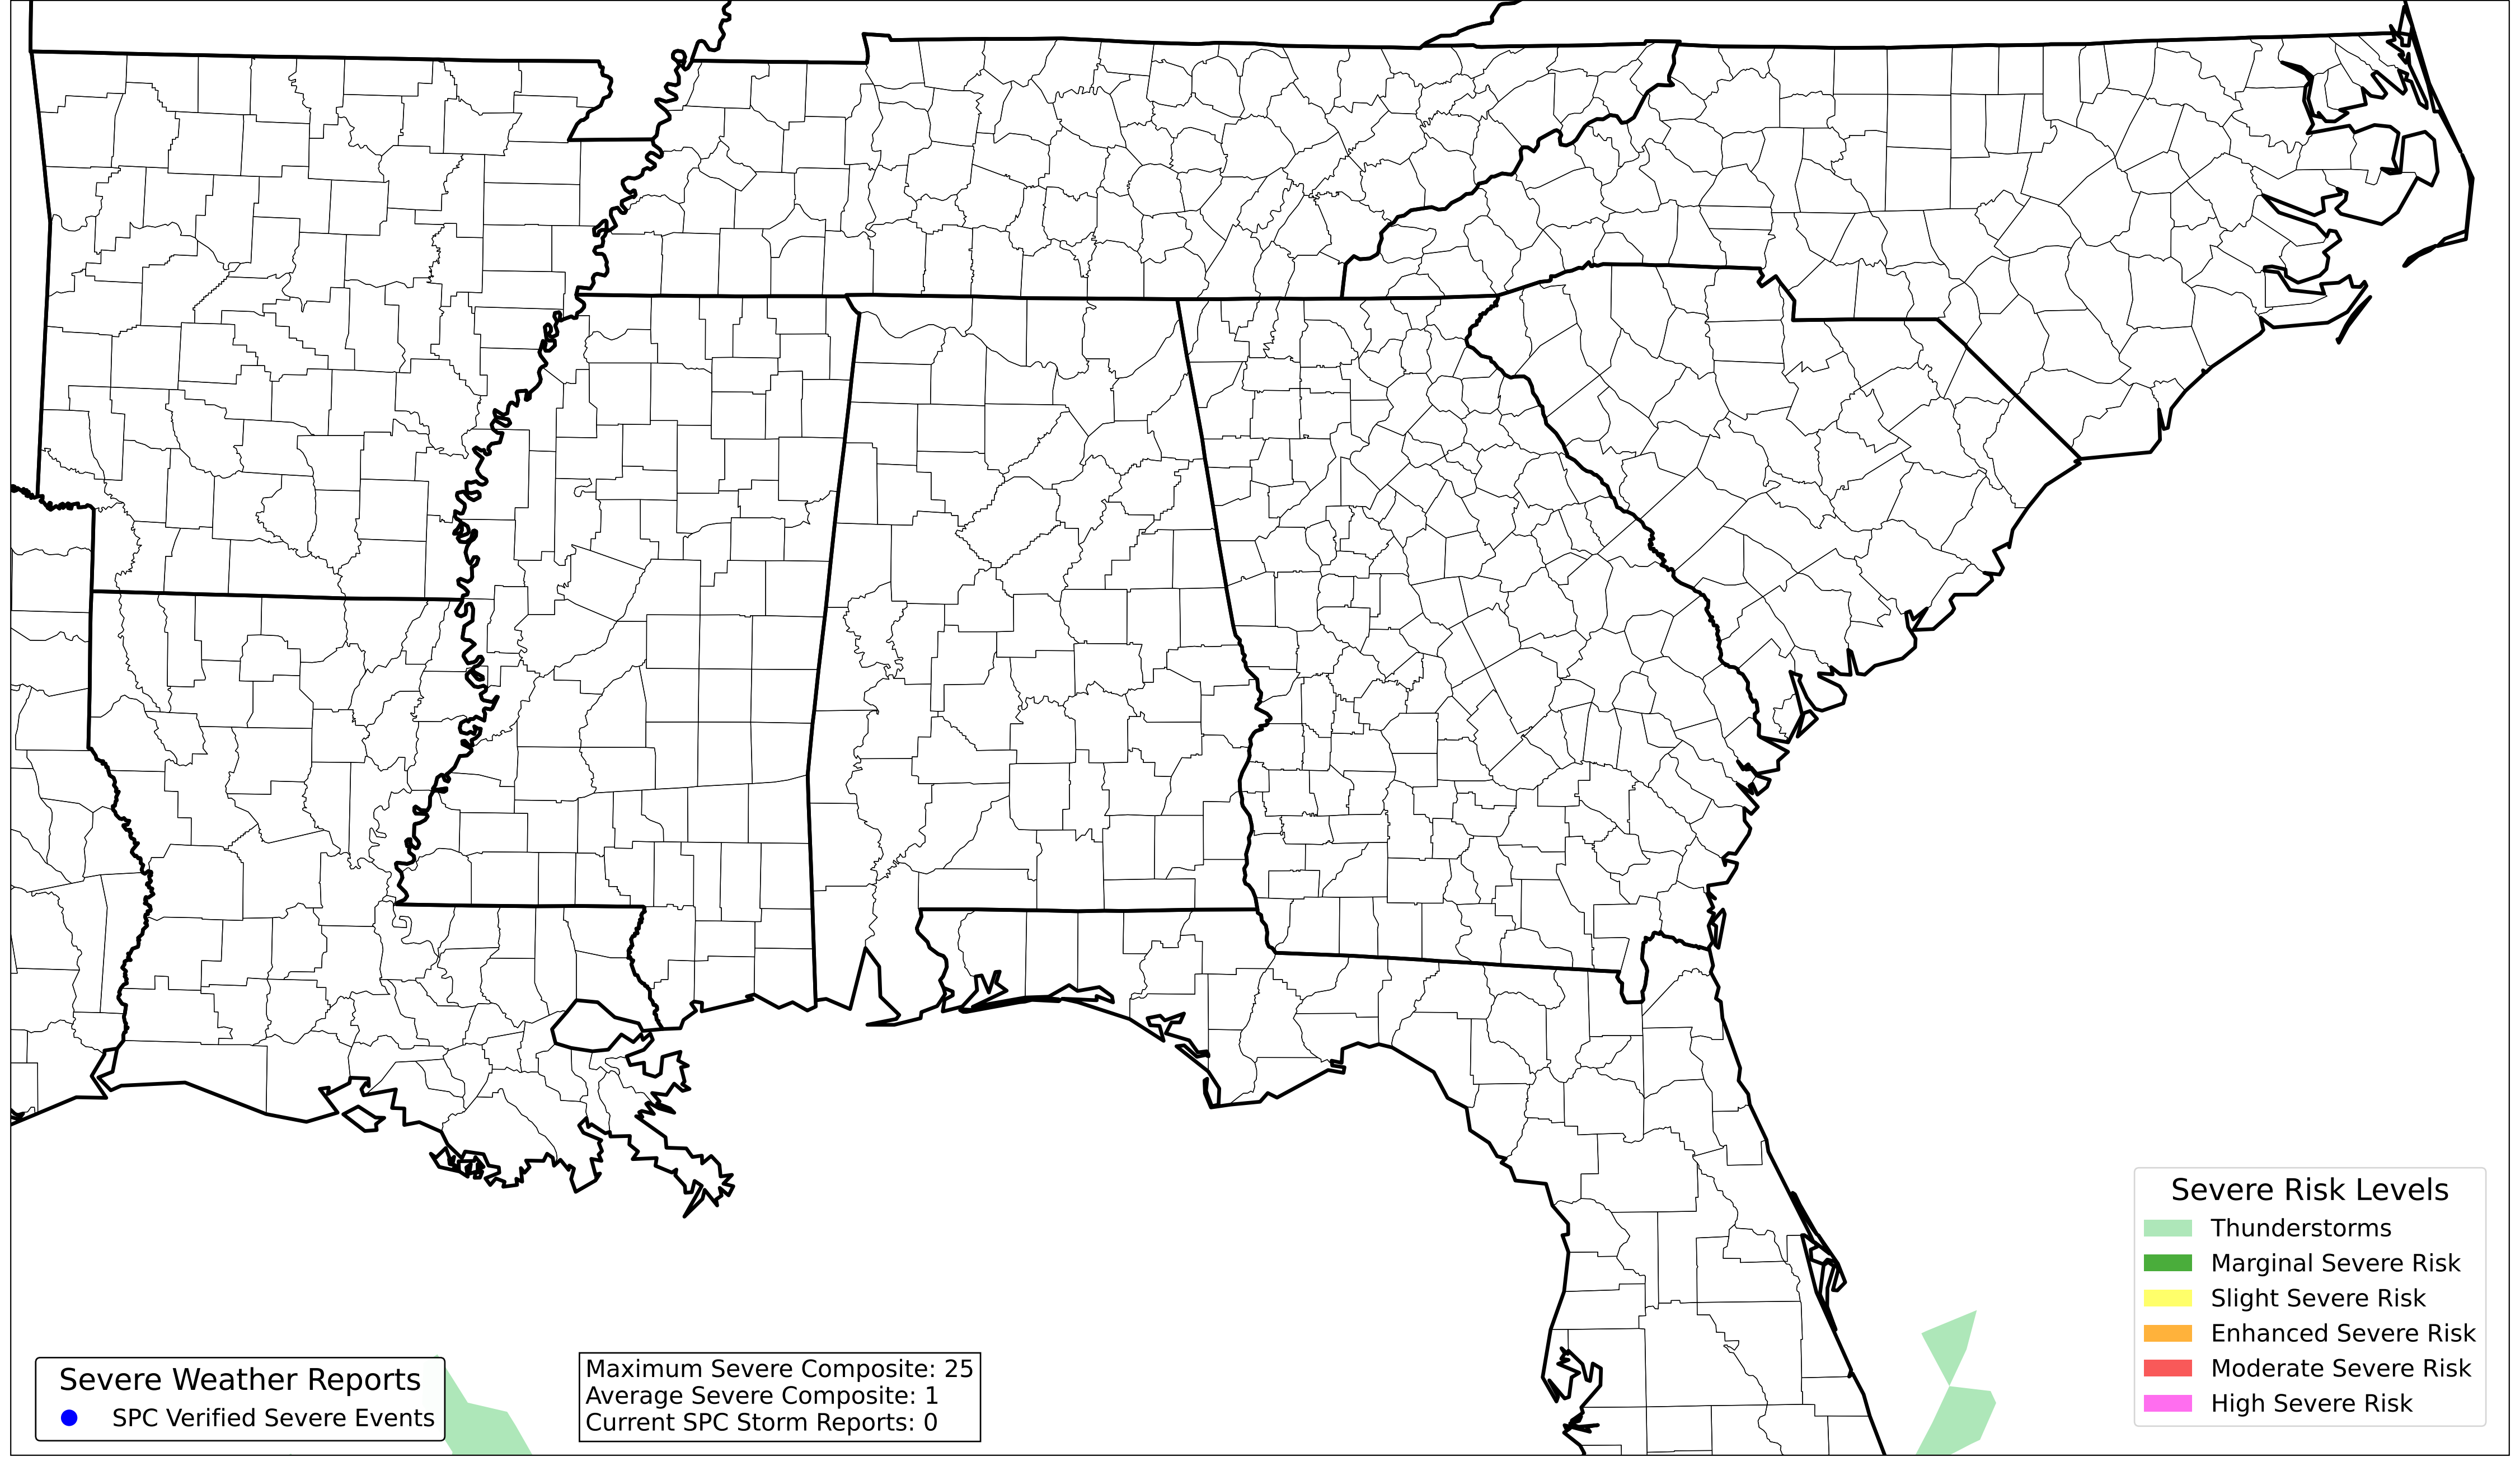 Severe Weather Reports
SPC Verified Severe Events
Maximum Severe Composite: 25
Average Severe Composite: 1
Current SPC Storm Reports: 0
Severe Risk Levels
Thunderstorms
Marginal Severe Risk
Slight Severe Risk
Enhanced Severe Risk
Moderate Severe Risk
High Severe Risk